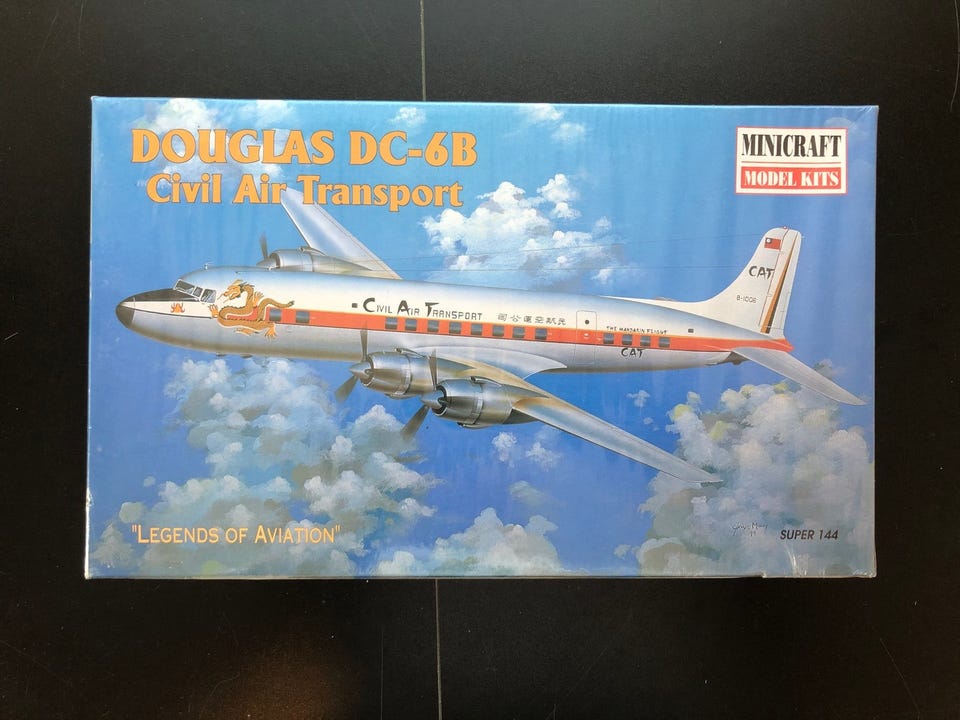 DOUGLAS DC-6B
Civil Air Transport
MINICRAFT
MODEL KITS
CAT
B-1006
CIVIL AIR TRANSPORT 司公運空航民
THE MANDARIN FLIGHT
CAT
"LEGENDS OF AVIATION"
SUPER 144